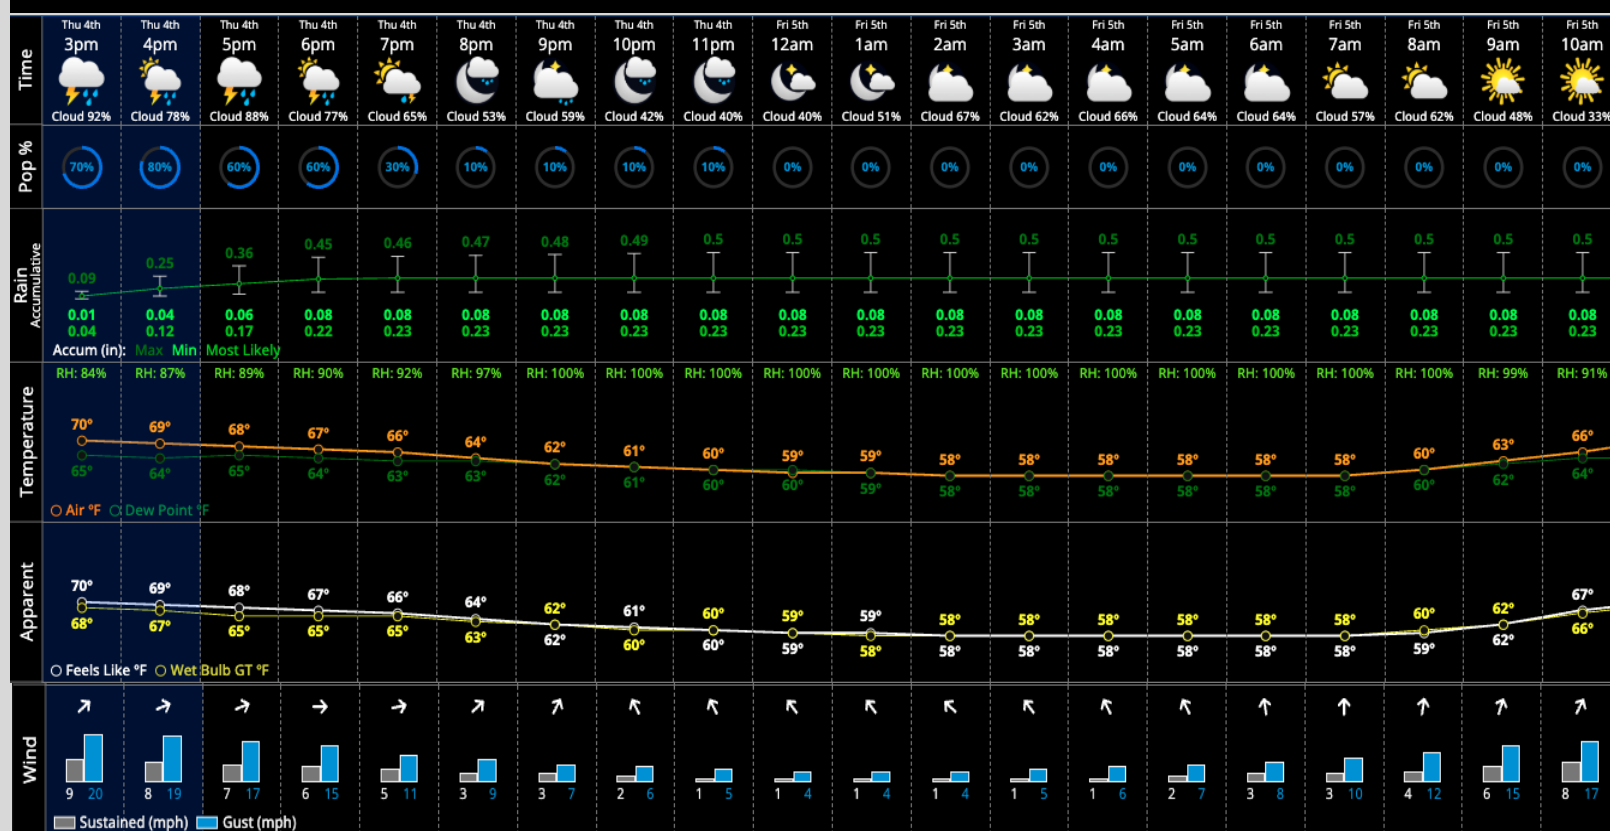 Thu 4th Thu 4th Thu 4th Thu 4th Thu 4th Thu 4th Thu 4th Thu 4th Thu 4th Fri 5th Fri 5th Fri 5th Fri 5th Fri 5th Fri 5th Fri 5th Fri 5th Fri 5th Fri 5th Fri 5th
Time 3pm 4pm 5pm 6pm 7pm 8pm 9pm 10pm 11pm 12am 1am 2am 3am 4am 5am 6am 7am 8am 9am 10am
Cloud 92% Cloud 78% Cloud 88% Cloud 77% Cloud 65% Cloud 53% Cloud 59% Cloud 42% Cloud 40% Cloud 40% Cloud 51% Cloud 67% Cloud 62% Cloud 66% Cloud 64% Cloud 64% Cloud 57% Cloud 62% Cloud 48% Cloud 33%
Pop % 70% 80% 60% 60% 30% 10% 10% 10% 10% 0% 0% 0% 0% 0% 0% 0% 0% 0% 0% 0%
Rain
Accumulative
0.09 0.25 0.36 0.45 0.46 0.47 0.48 0.49 0.5 0.5 0.5 0.5 0.5 0.5 0.5 0.5 0.5 0.5 0.5 0.5
0.01 0.04 0.06 0.08 0.08 0.08 0.08 0.08 0.08 0.08 0.08 0.08 0.08 0.08 0.08 0.08 0.08 0.08 0.08 0.08
0.04 0.12 0.17 0.22 0.23 0.23 0.23 0.23 0.23 0.23 0.23 0.23 0.23 0.23 0.23 0.23 0.23 0.23 0.23 0.23
Accum (in): Max Min Most Likely
Temperature
RH: 84% RH: 87% RH: 89% RH: 90% RH: 92% RH: 97% RH: 100% RH: 100% RH: 100% RH: 100% RH: 100% RH: 100% RH: 100% RH: 100% RH: 100% RH: 100% RH: 100% RH: 100% RH: 99% RH: 91%
70° 69° 68° 67° 66° 64° 62° 61° 60° 59° 59° 58° 58° 58° 58° 58° 58° 60° 63° 66°
65° 64° 65° 64° 63° 63° 62° 61° 60° 60° 59° 58° 58° 58° 58° 58° 58° 60° 62° 64°
Air °F Dew Point °F
Apparent
70° 69° 68° 67° 66° 64° 62° 61° 60° 59° 59° 58° 58° 58° 58° 58° 58° 60° 62° 67°
68° 67° 65° 65° 65° 63° 62° 60° 60° 59° 58° 58° 58° 58° 58° 58° 58° 59° 62° 66°
Feels Like °F Wet Bulb GT °F
Wind
9 20 8 19 7 17 6 15 5 11 3 9 3 7 2 6 1 5 1 4 1 4 1 4 1 5 1 6 2 7 3 8 3 10 4 12 6 15 8 17
Sustained (mph) Gust (mph)